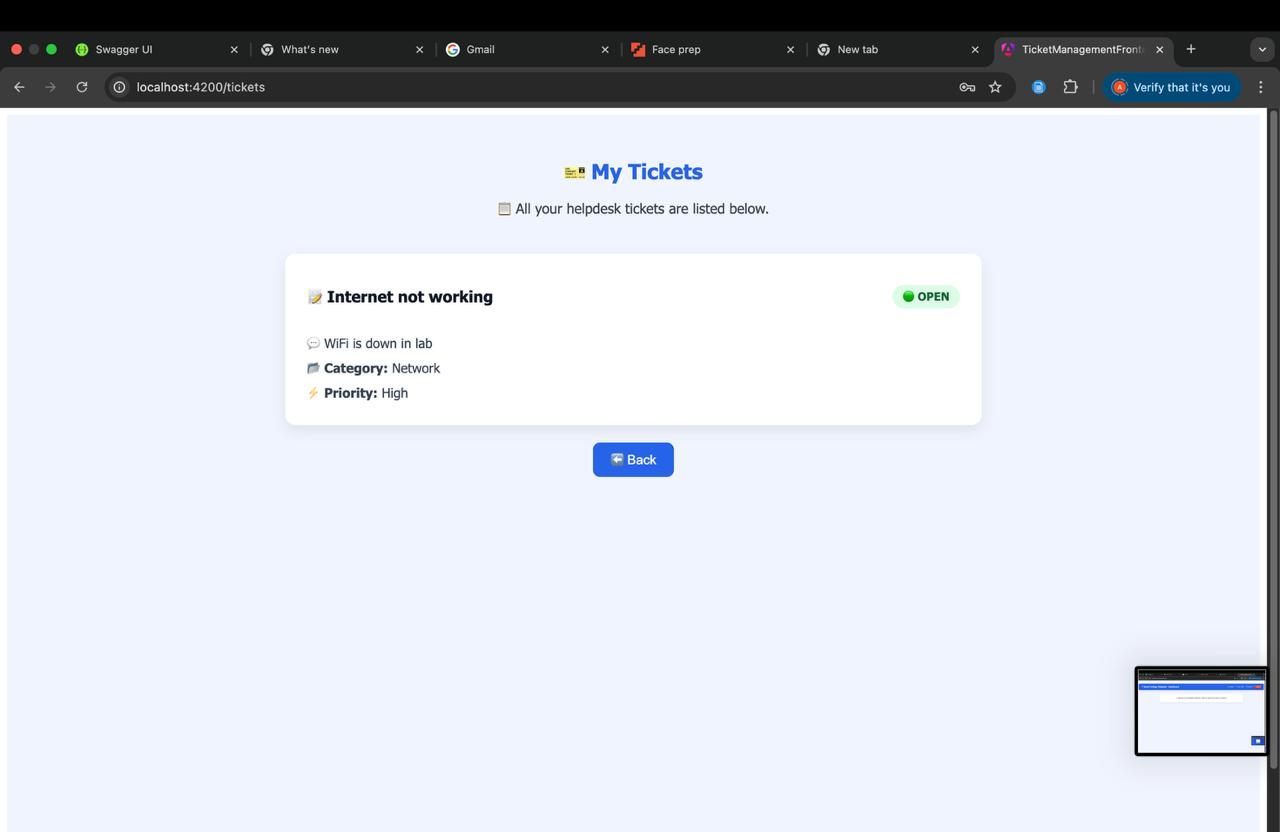 Swagger UI
What's new
Gmail
Face prep
New tab
TicketManagementFront
localhost:4200/tickets
A
Verify that it's you
My Tickets
All your helpdesk tickets are listed below.
Internet not working
OPEN
WiFi is down in lab
Category: Network
Priority: High
Back